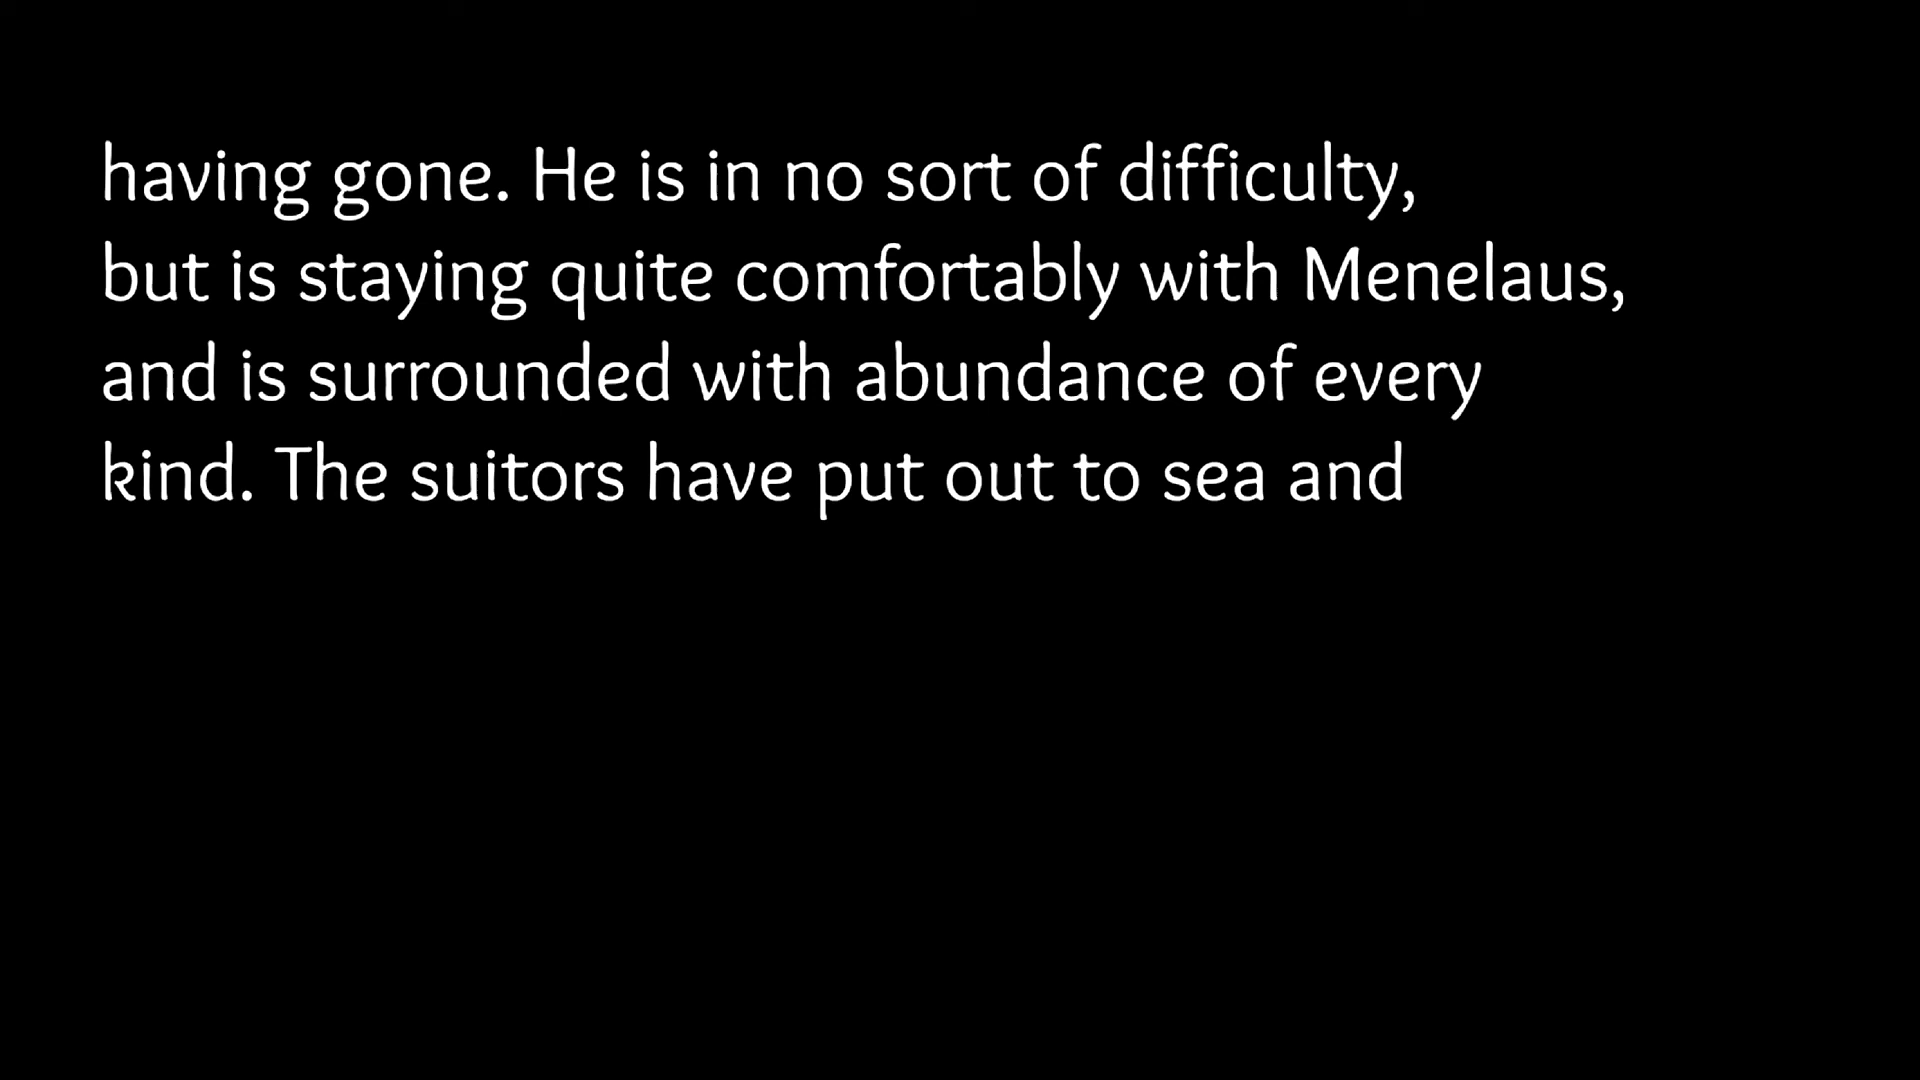 having gone. He is in no sort of difficulty,
but is staying quite comfortably with Menelaus,
and is surrounded with abundance of every
kind. The suitors have put out to sea and